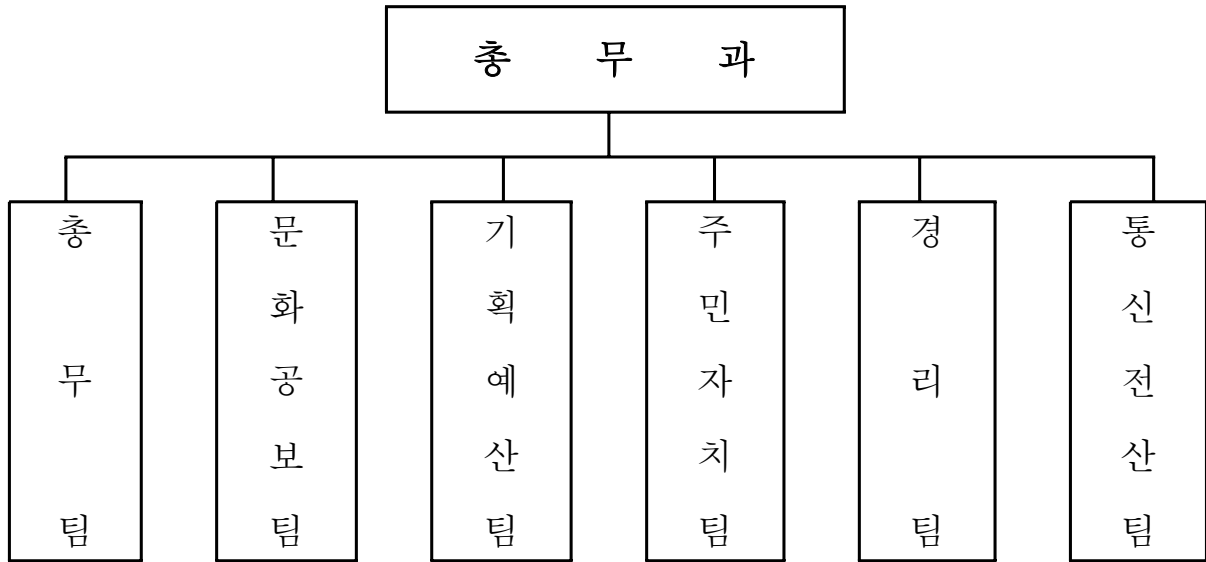 총 무 과
총무팀
문화공보팀
기획예산팀
주민자치팀
경리팀
통신전산팀